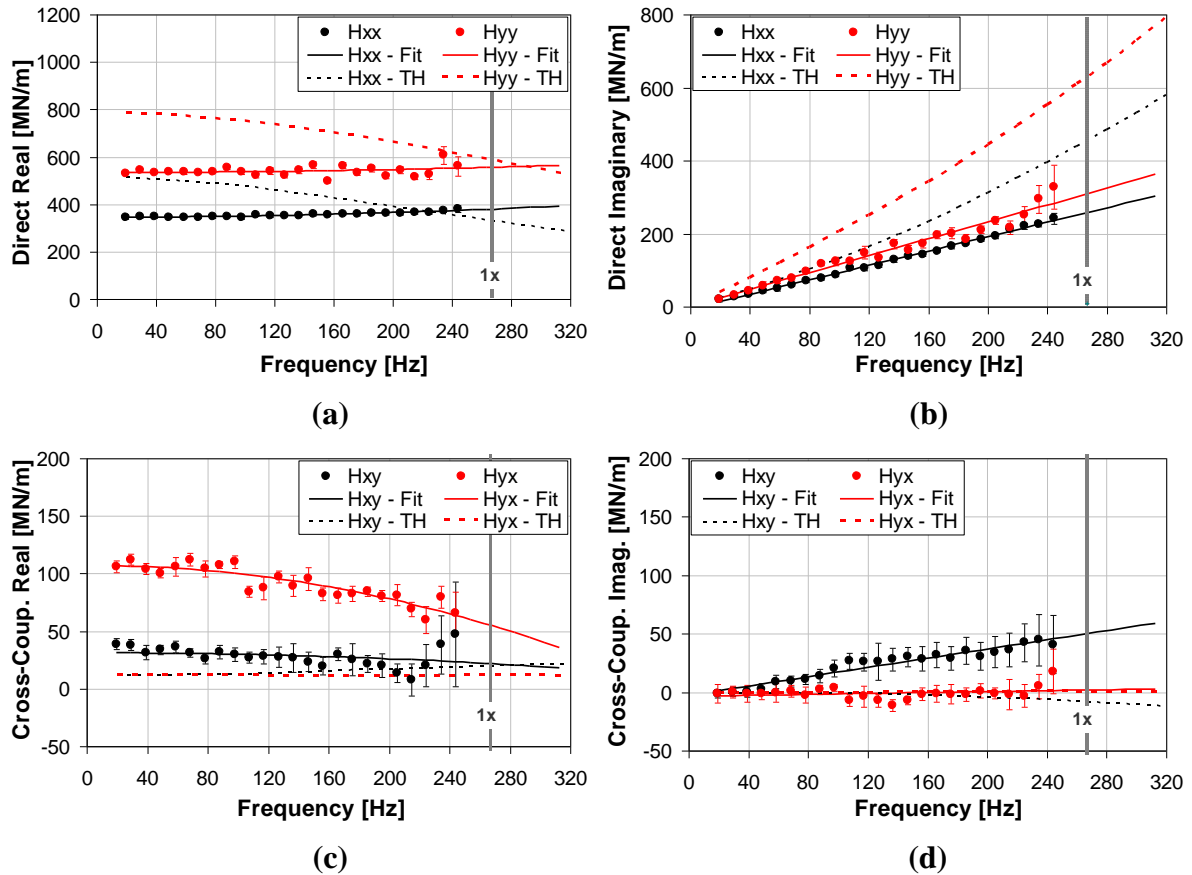 1200
1000
800
600
400
200
0
Direct Real [MN/m]
Hxx Hyy
Hxx - Fit Hyy - Fit
Hxx - TH Hyy - TH
1x
0 40 80 120 160 200 240 280 320
Frequency [Hz]
(a)
800
600
400
200
0
Direct Imaginary [MN/m]
Hxx Hyy
Hxx - Fit Hyy - Fit
Hxx - TH Hyy - TH
1x
0 40 80 120 160 200 240 280 320
Frequency [Hz]
(b)
200
150
100
50
0
-50
Cross-Coup. Real [MN/m]
Hxy Hyx
Hxy - Fit Hyx - Fit
Hxy - TH Hyx - TH
1x
0 40 80 120 160 200 240 280 320
Frequency [Hz]
(c)
200
150
100
50
0
-50
Cross-Coup. Imag. [MN/m]
Hxy Hyx
Hxy - Fit Hyx - Fit
Hxy - TH Hyx - TH
1x
0 40 80 120 160 200 240 280 320
Frequency [Hz]
(d)